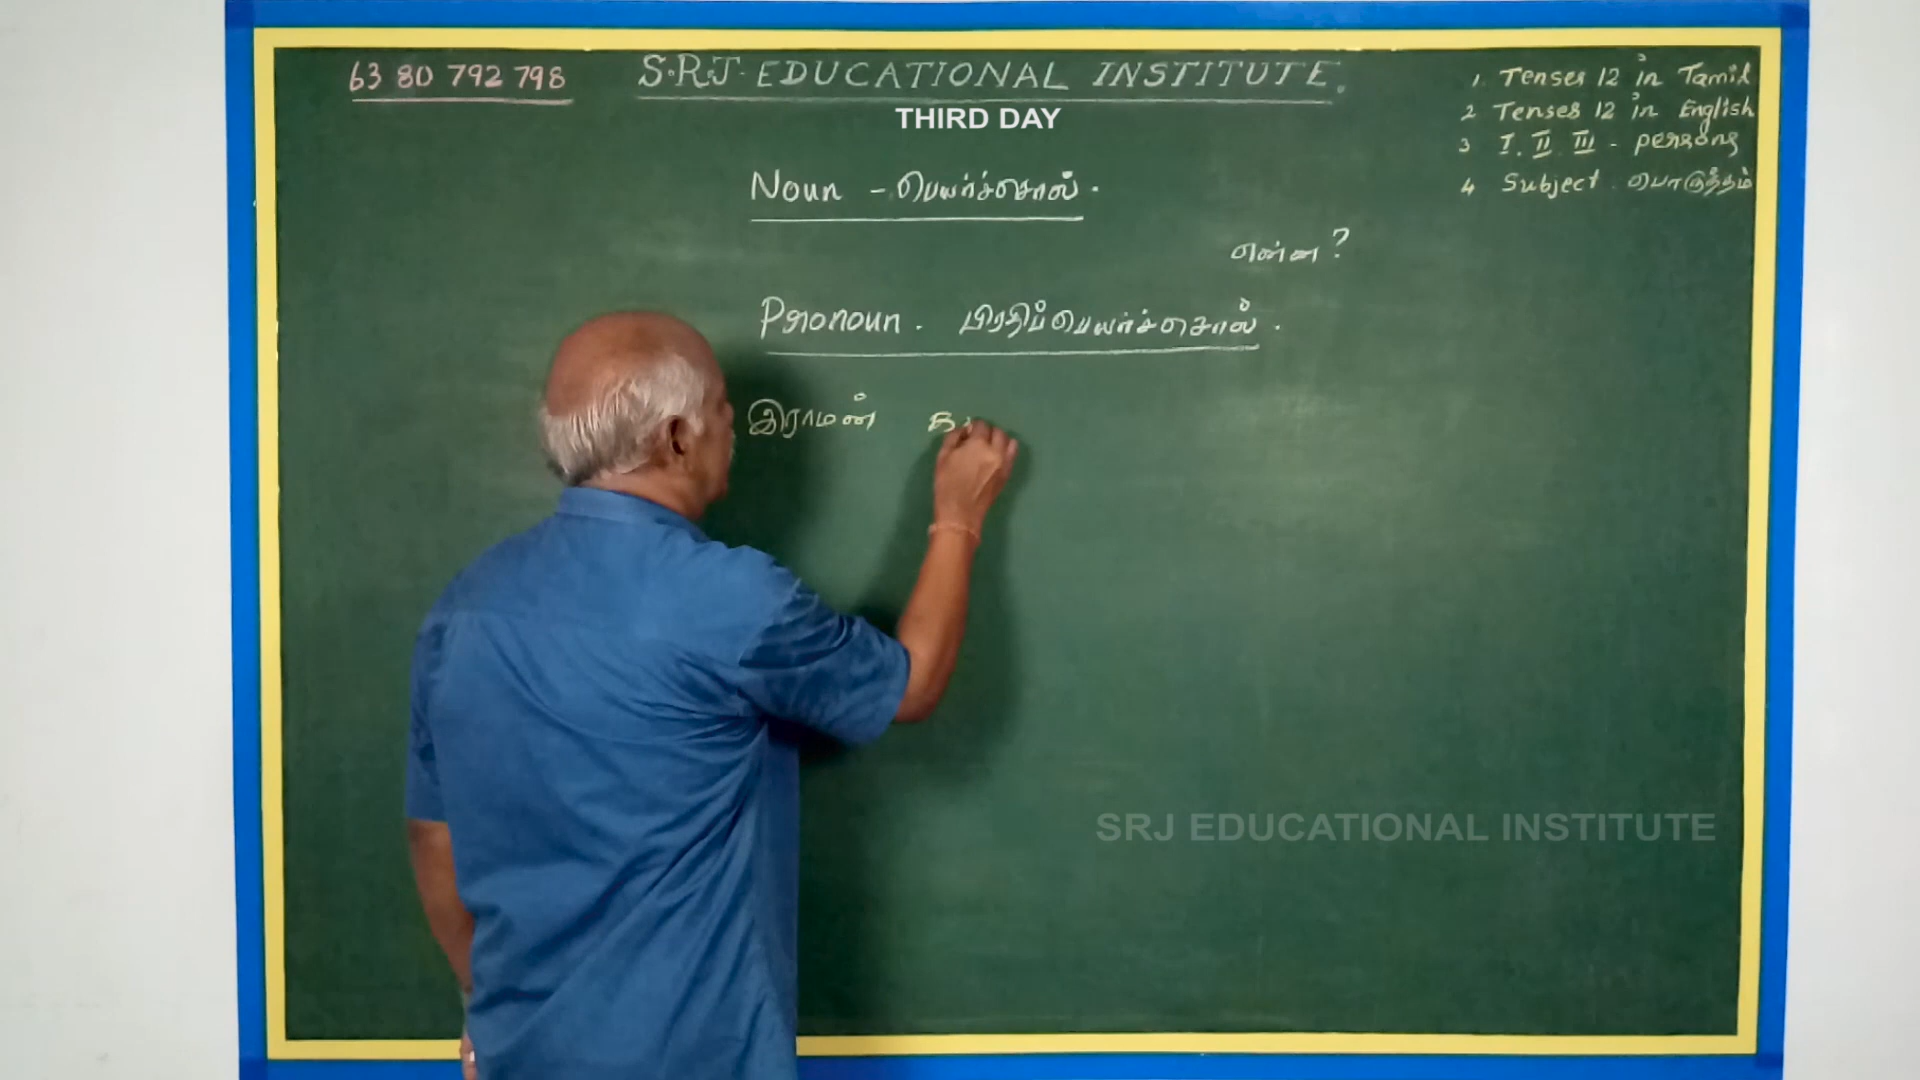 63 80 792 798 S.R.J. EDUCATIONAL INSTITUTE.
THIRD DAY
1. Tenses 12 in Tamil
2 Tenses 12 in English
3 I. II III - persons
4 Subject. பொருத்தம்
Noun - பெயர்ச்சொல்.
என்ன?
Pronoun. பிரதிப்பெயர்ச்சொல்.
இராமன்
SRJ EDUCATIONAL INSTITUTE